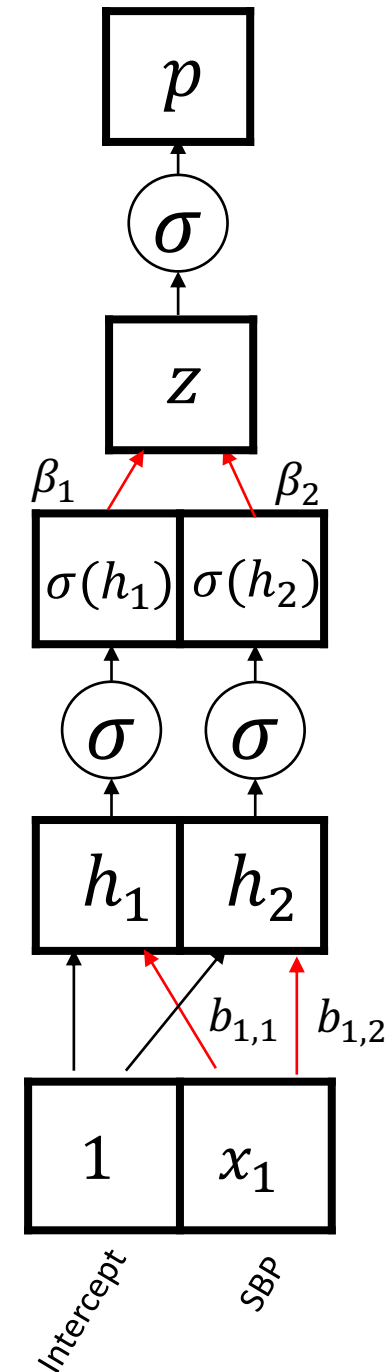 p
σ
z
β₁ β₂
σ(h₁) σ(h₂)
σ σ
h₁ h₂
b₁,₁ b₁,₂
1 x₁
Intercept SBP